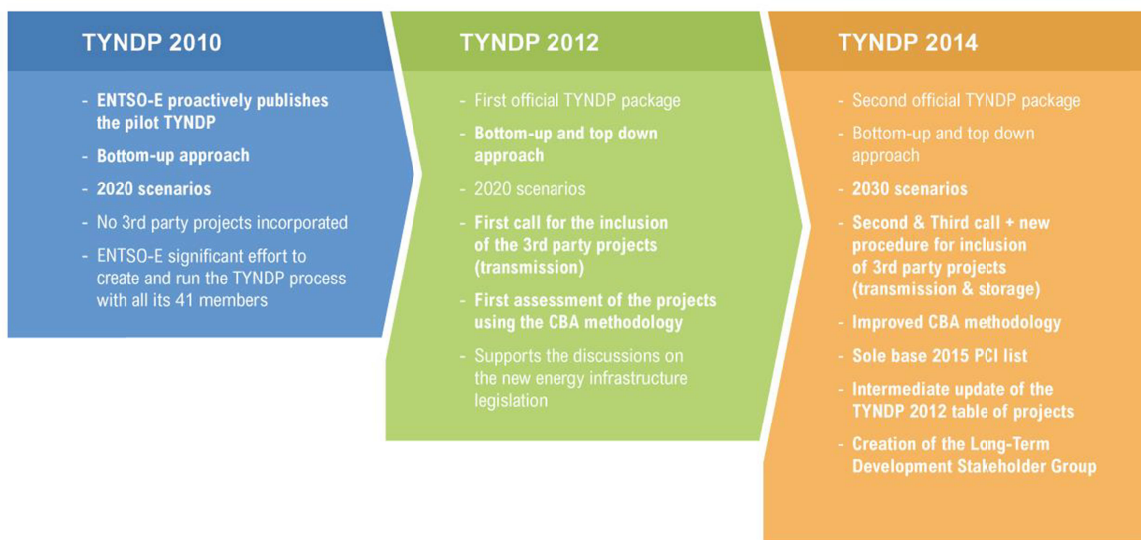 TYNDP 2010
- ENTSO-E proactively publishes
the pilot TYNDP
- Bottom-up approach
- 2020 scenarios
- No 3rd party projects incorporated
- ENTSO-E significant effort to
create and run the TYNDP process
with all its 41 members
TYNDP 2012
- First official TYNDP package
- Bottom-up and top down
approach
- 2020 scenarios
- First call for the inclusion
of the 3rd party projects
(transmission)
- First assessment of the projects
using the CBA methodology
- Supports the discussions on
the new energy infrastructure
legislation
TYNDP 2014
- Second official TYNDP package
- Bottom-up and top down
approach
- 2030 scenarios
- Second & Third call + new
procedure for inclusion
of 3rd party projects
(transmission & storage)
- Improved CBA methodology
- Sole base 2015 PCI list
- Intermediate update of the
TYNDP 2012 table of projects
- Creation of the Long-Term
Development Stakeholder Group